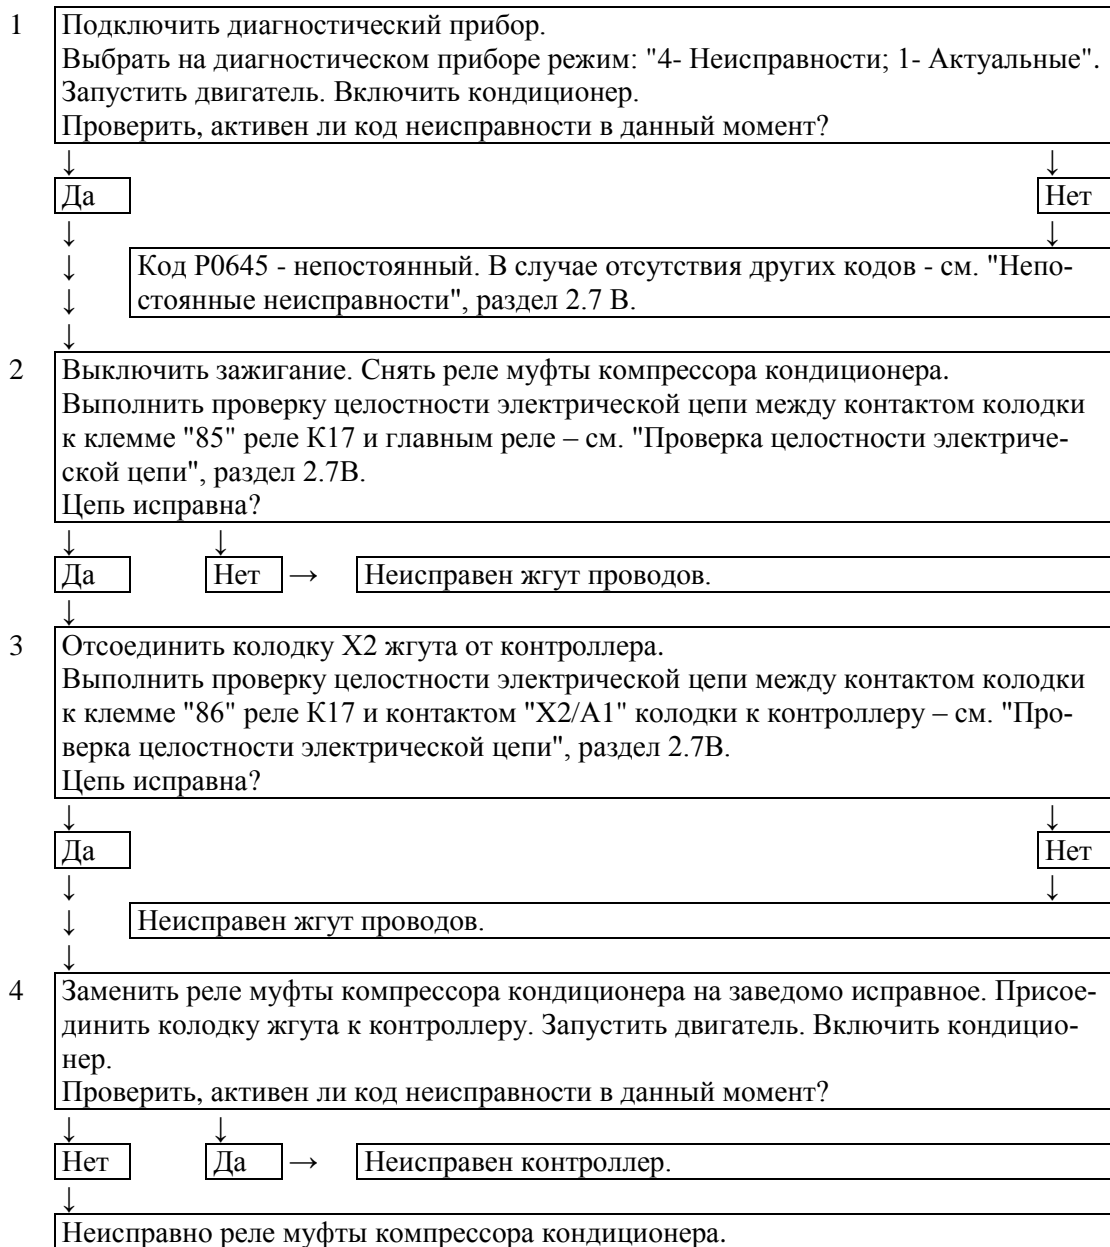 1 Подключить диагностический прибор.
Выбрать на диагностическом приборе режим: "4- Неисправности; 1- Актуальные".
Запустить двигатель. Включить кондиционер.
Проверить, активен ли код неисправности в данный момент?
↓ ↓
Да Нет
↓ ↓
↓ Код Р0645 - непостоянный. В случае отсутствия других кодов - см. "Непо-
↓ стоянные неисправности", раздел 2.7 В.
↓
2 Выключить зажигание. Снять реле муфты компрессора кондиционера.
Выполнить проверку целостности электрической цепи между контактом колодки
к клемме "85" реле К17 и главным реле – см. "Проверка целостности электриче-
ской цепи", раздел 2.7В.
Цепь исправна?
↓ ↓
Да Нет → Неисправен жгут проводов.
↓
3 Отсоединить колодку Х2 жгута от контроллера.
Выполнить проверку целостности электрической цепи между контактом колодки
к клемме "86" реле К17 и контактом "Х2/А1" колодки к контроллеру – см. "Про-
верка целостности электрической цепи", раздел 2.7В.
Цепь исправна?
↓ ↓
Да Нет
↓ ↓
↓ Неисправен жгут проводов.
↓
4 Заменить реле муфты компрессора кондиционера на заведомо исправное. Присое-
динить колодку жгута к контроллеру. Запустить двигатель. Включить кондицио-
нер.
Проверить, активен ли код неисправности в данный момент?
↓ ↓
Нет Да → Неисправен контроллер.
↓
Неисправно реле муфты компрессора кондиционера.